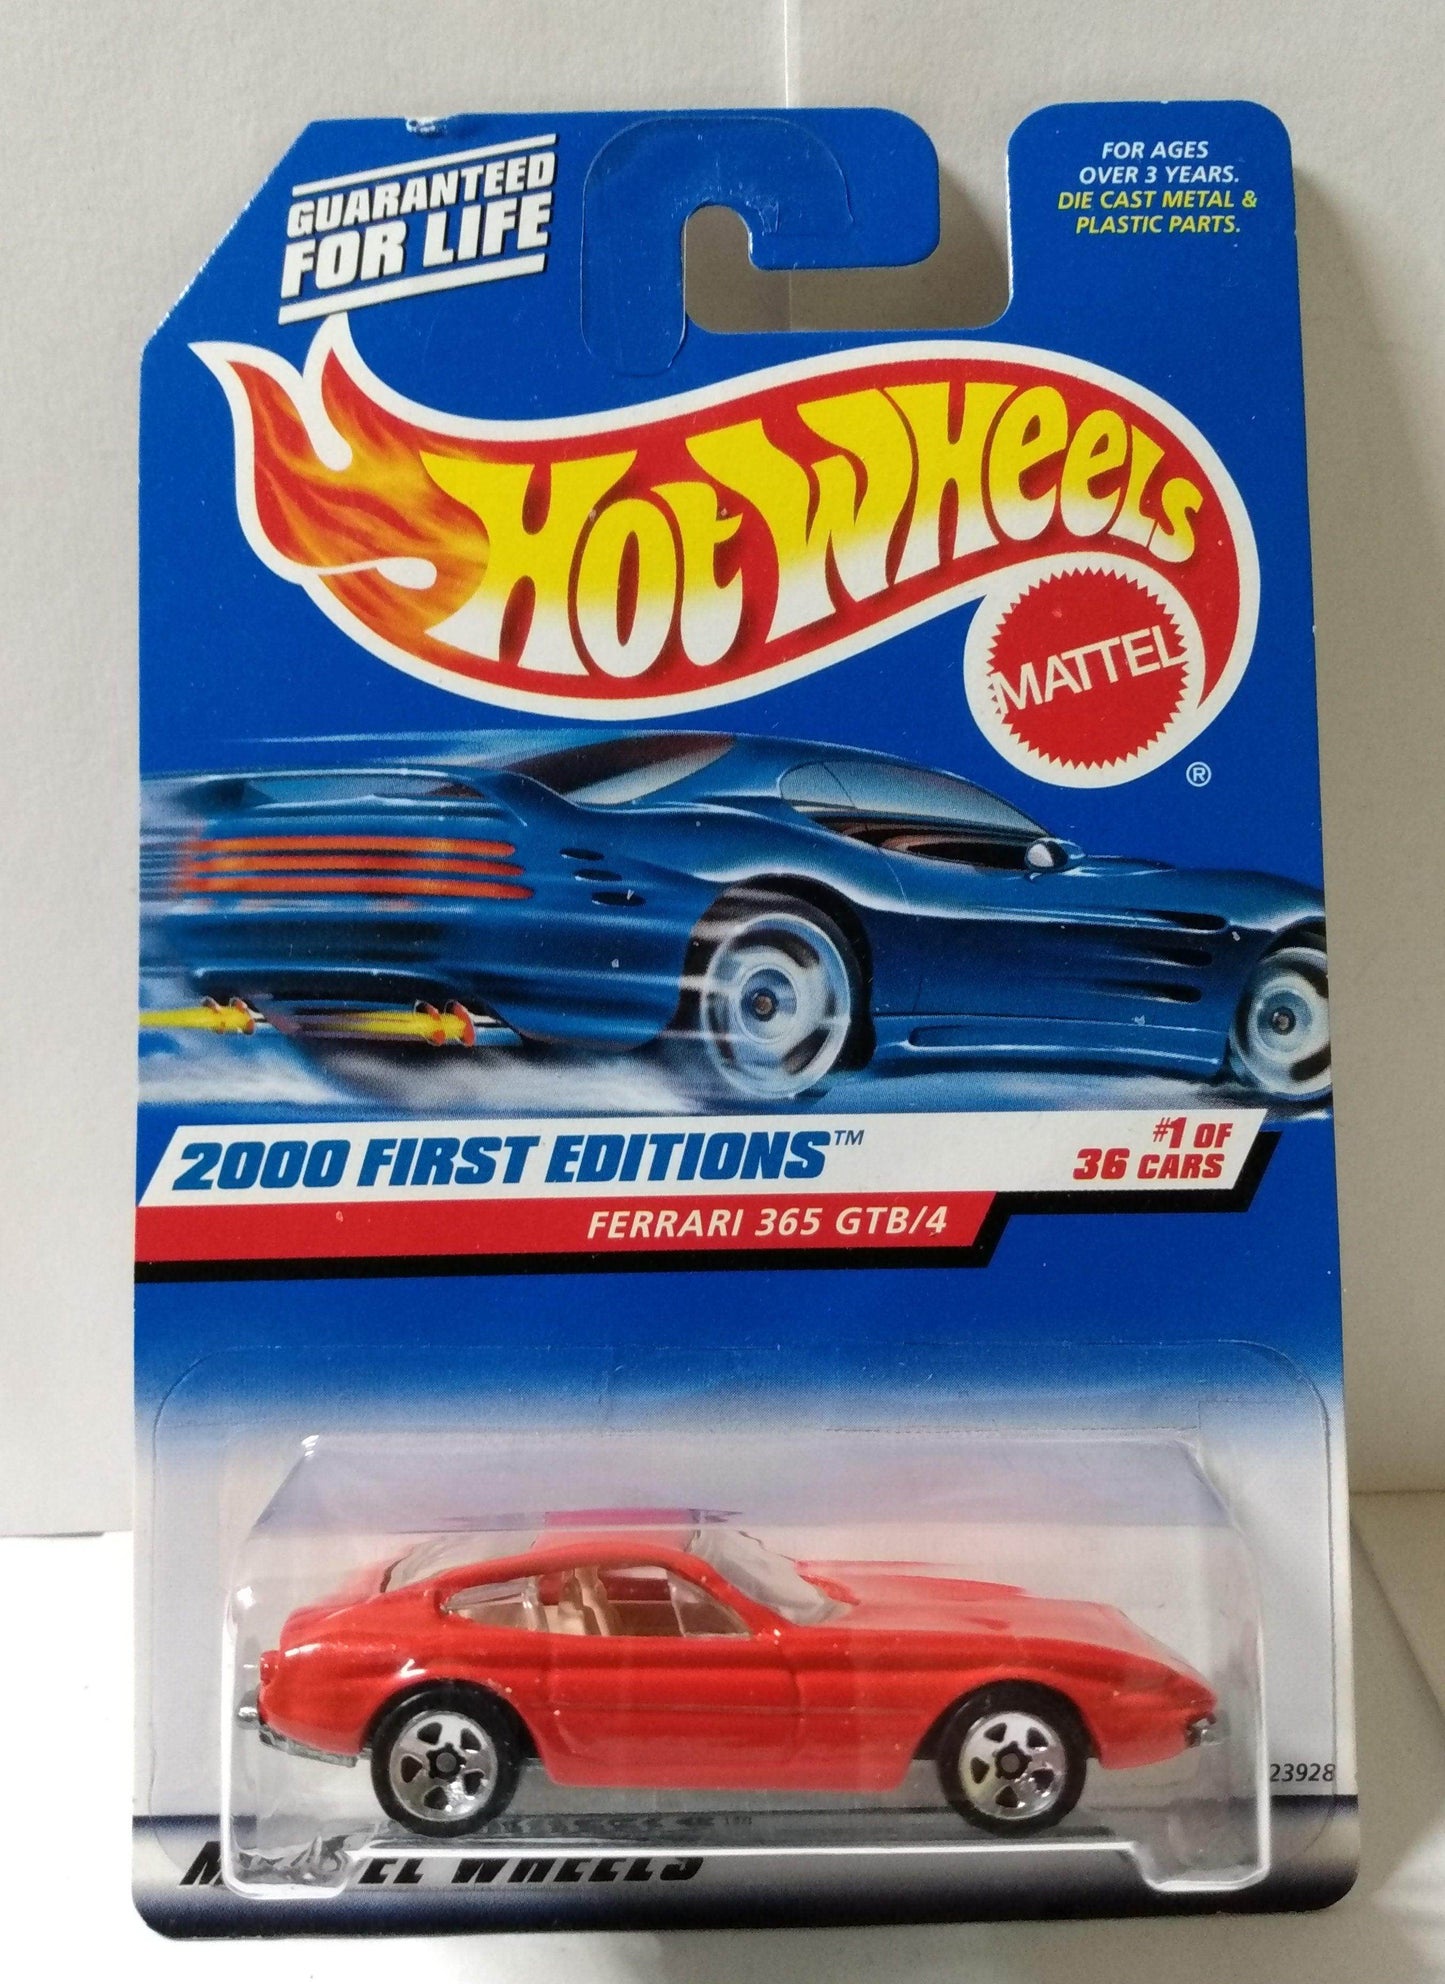 GUARANTEED
FOR LIFE
FOR AGES
OVER 3 YEARS.
DIE CAST METAL &
PLASTIC PARTS.
HOT WHEELS
MATTEL
®
2000 FIRST EDITIONS™
#1 OF
36 CARS
FERRARI 365 GTB/4
23928
WHEELS